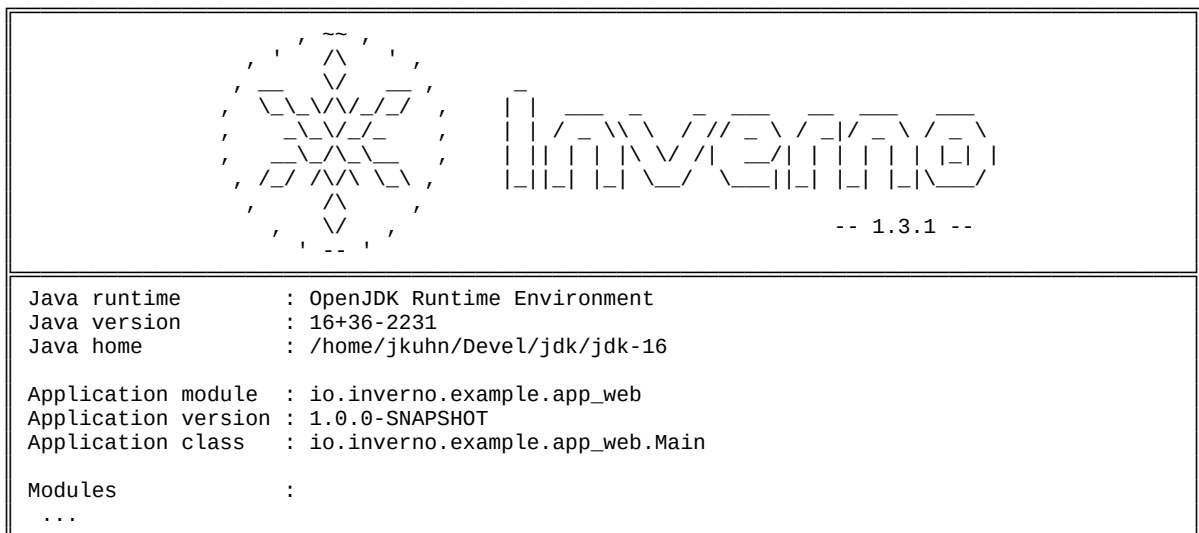 Inverno
-- 1.3.1 --
Java runtime : OpenJDK Runtime Environment
Java version : 16+36-2231
Java home : /home/jkuhn/Devel/jdk/jdk-16
Application module : io.inverno.example.app_web
Application version : 1.0.0-SNAPSHOT
Application class : io.inverno.example.app_web.Main
Modules :
...